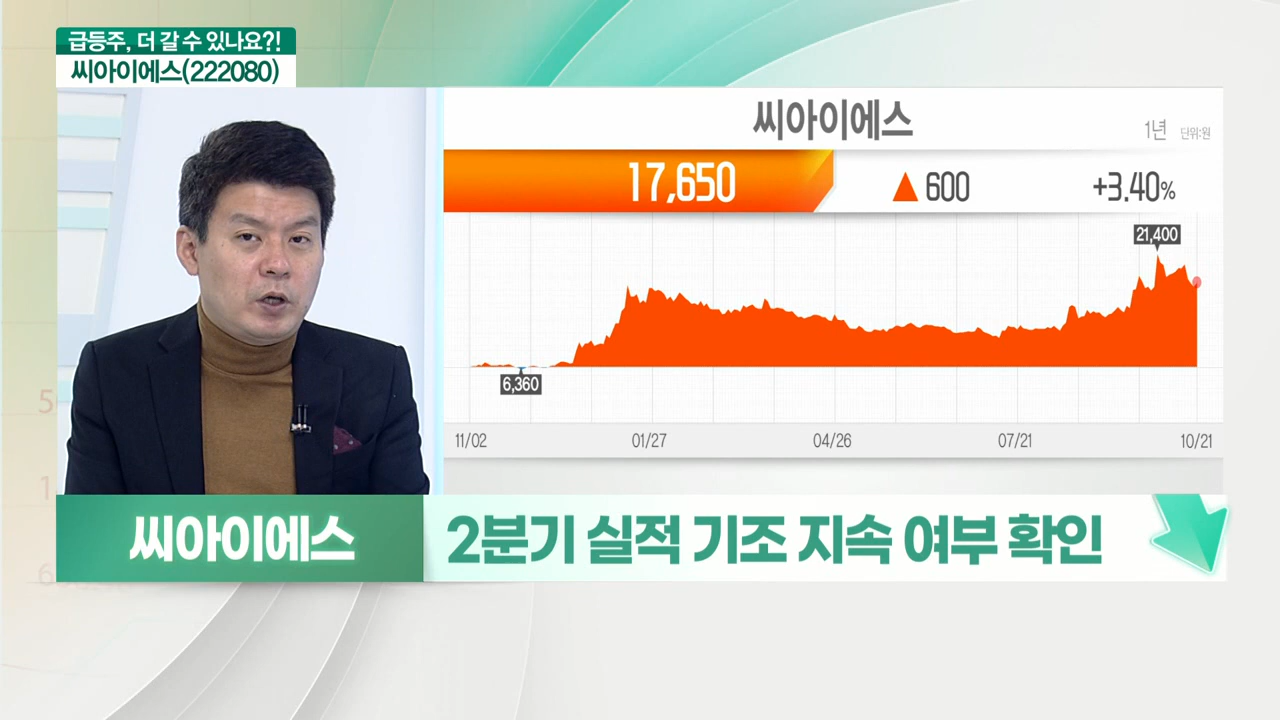 급등주, 더 갈 수 있나요?!
씨아이에스(222080)
씨아이에스
1년 단위:원
17,650 ▲ 600 +3.40%
21,400
6,360
11/02 01/27 04/26 07/21 10/21
씨아이에스 2분기 실적 기조 지속 여부 확인